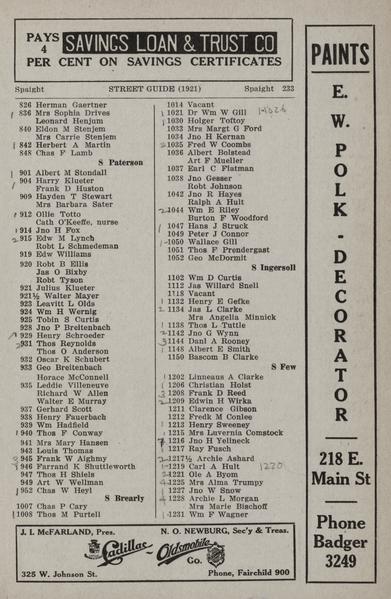 PAYS 4 SAVINGS LOAN & TRUST CO
PER CENT ON SAVINGS CERTIFICATES
Spaight STREET GUIDE (1921) Spaight 233
826 Herman Gaertner
836 Mrs Sophia Drives
Leonard Henjum
840 Eldon M Stenjem
Mrs Carrie Stenjem
842 Herbert A Martin
848 Chas F Lamb
S Paterson
901 Albert M Stondall
904 Harry Klueter
Frank D Huston
909 Hayden T Stewart
Mrs Barbara Sater
912 Ollie Totto
Cath O'Keeffe, nurse
914 Jno H Fox
915 Edw M Lynch
Robt L Schmedeman
919 Edw Williams
920 Robt B Ellis
Jas O Bixby
Robt Tyson
921 Julius Klueter
921½ Walter Mayer
923 Leavitt L Olds
924 Wm H Wernig
925 Tobin S Curtis
928 Jno P Breitenbach
929 Henry Schroeder
931 Thos Reynolds
Thos O Anderson
932 Oscar K Schubert
933 Geo Breitenbach
Horace McConnell
935 Leddie Villeneuve
Richard W Allen
Walter E Murray
937 Gerhard Scott
938 Henry Fauerbach
939 Wm Hadfield
940 Thos F Conway
941 Mrs Mary Hansen
943 Louis Thomas
945 Frank W Aighmy
946 Farrand K Shuttleworth
947 Thos H Shiels
949 Art W Wellman
952 Chas W Heyl
S Brearly
1007 Chas P Cary
1008 Thos M Purtell
1014 Vacant
1021 Dr Wm W Gill
1030 Holger Toftoy
1033 Mrs Margt G Ford
1034 Jno H Kernan
1035 Fred W Coombs
1036 Albert Bolstead
Art F Mueller
1037 Earl C Flatman
1038 Jno Gesser
Robt Johnson
1042 Jno R Hayes
Ralph A Hult
1044 Wm E Riley
Burton F Woodford
1047 Hans J Struck
1049 Peter J Connor
1050 Wallace Gill
1051 Thos F Prendergast
1052 Geo McDormit
S Ingersoll
1102 Wm D Curtis
1112 Jas Willard Snell
1118 Vacant
1132 Henry E Gefke
1134 Jas L Clarke
Mrs Angelia Minnick
1138 Thos L Tuttle
1142 Jno G Wynn
1144 Danl A Rooney
1148 Albert E Smith
1150 Bascom B Clarke
S Few
1202 Linneaus A Clarke
1206 Christian Holst
1208 Frank D Reed
1209 Edwin H Wirka
1211 Clarence Gibson
1212 Fredk M Conlee
1213 Henry Sweeney
1215 Mrs Luvernia Comstock
1216 Jno H Yelineck
1217 Ray Fusch
1217½ Archie Ashard
1219 Carl A Hult 1220
1221 Ole A Byom
1225 Mrs Alma Trumpy
1227 Jno W Snow
1228 Archie L Morgan
Mrs Marie Bischoff
1231 Wm F Wagner
J. I. McFARLAND, Pres. N. O. NEWBURG, Sec'y & Treas.
Cadillac Oldsmobile Co.
325 W. Johnson St. Phone, Fairchild 900
PAINTS
E. W. POLK - DECORATOR
218 E.
Main St
Phone
Badger
3249